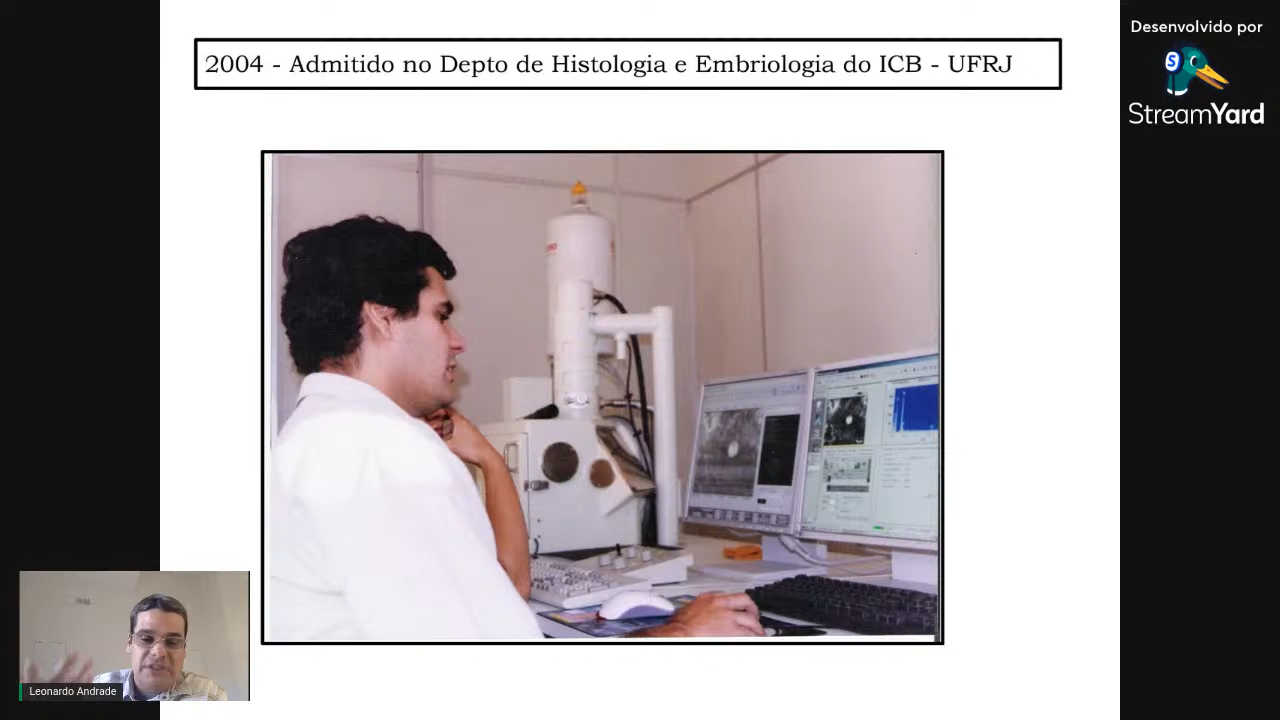 2004 - Admitido no Depto de Histologia e Embriologia do ICB - UFRJ
Desenvolvido por
StreamYard
Leonardo Andrade